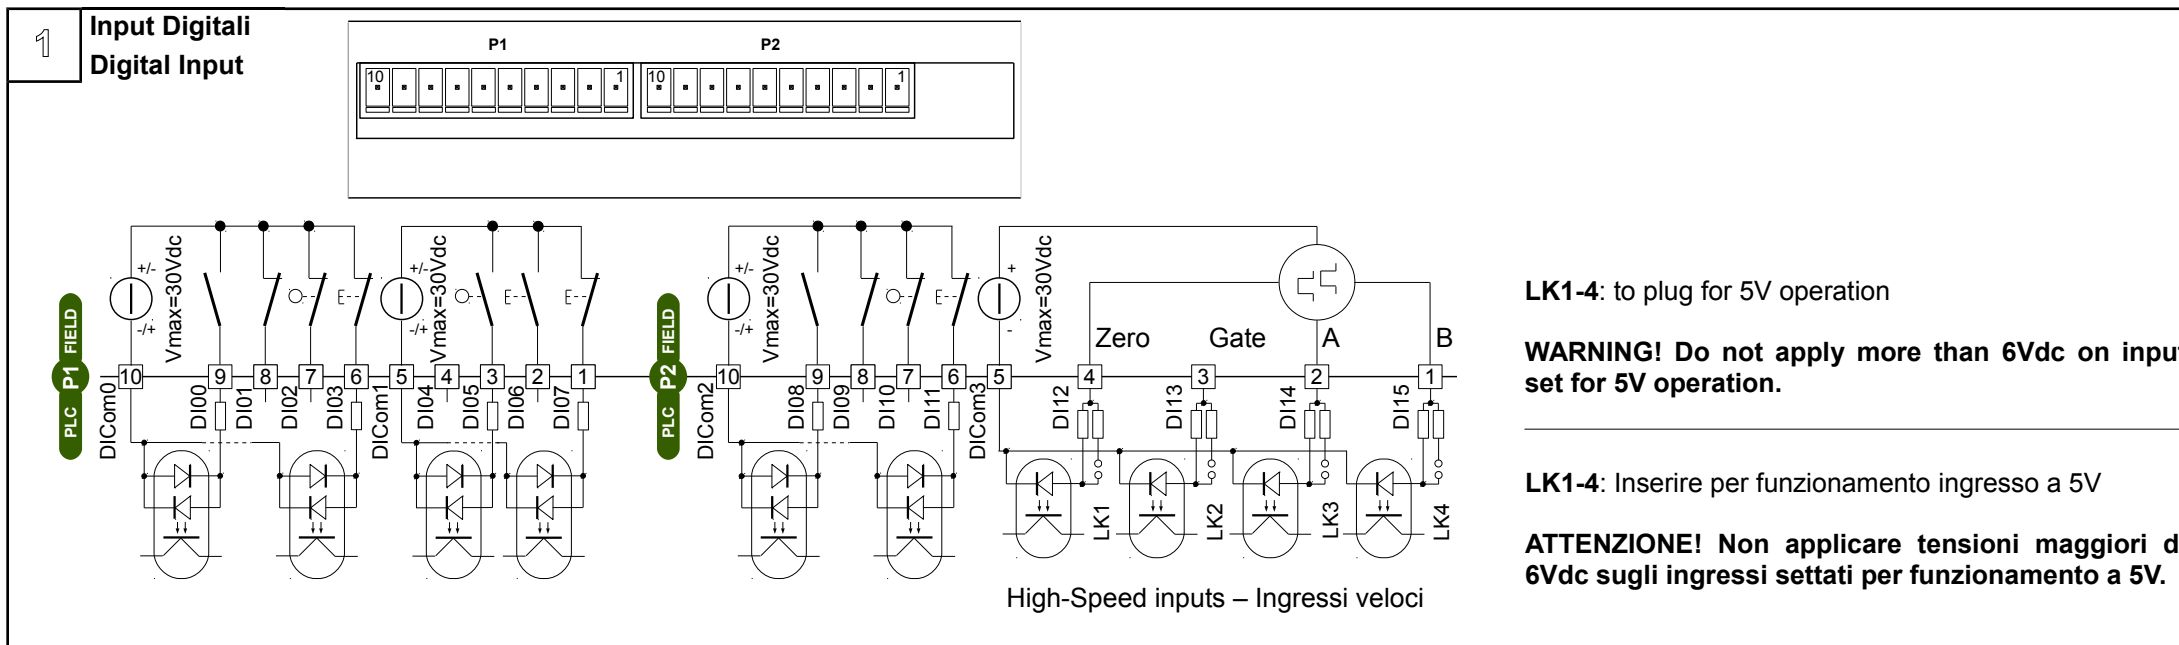 1
Input Digitali
Digital Input
P1 P2
10 1 10 1
+/- Vmax=30Vdc -/+
+/- Vmax=30Vdc -/+
+/- Vmax=30Vdc -/+
+ Vmax=30Vdc -
Zero Gate A B
PLC P1 FIELD
10 9 8 7 6 5 4 3 2 1
DICom0 DI00 DI01 DI02 DI03 DICom1 DI04 DI05 DI06 DI07
PLC P2 FIELD
10 9 8 7 6 5 4 3 2 1
DICom2 DI08 DI09 DI10 DI11 DICom3 DI12 DI13 DI14 DI15
LK1 LK2 LK3 LK4
High-Speed inputs – Ingressi veloci
LK1-4: to plug for 5V operation
WARNING! Do not apply more than 6Vdc on input
set for 5V operation.
LK1-4: Inserire per funzionamento ingresso a 5V
ATTENZIONE! Non applicare tensioni maggiori d
6Vdc sugli ingressi settati per funzionamento a 5V.